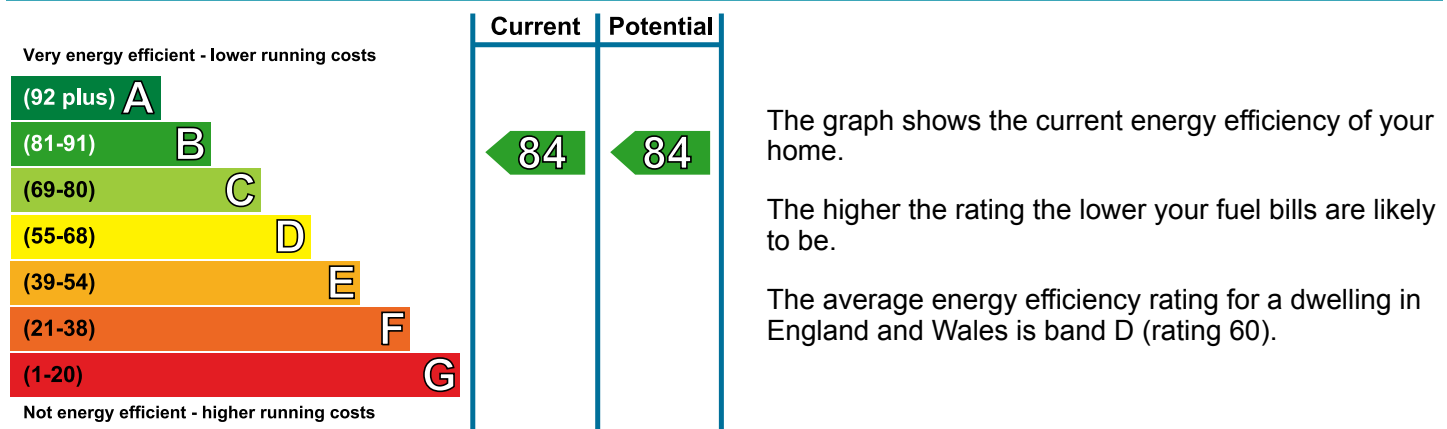 Current Potential
Very energy efficient - lower running costs
(92 plus) A
(81-91) B
84 84
(69-80) C
(55-68) D
(39-54) E
(21-38) F
(1-20) G
Not energy efficient - higher running costs
The graph shows the current energy efficiency of your
home.
The higher the rating the lower your fuel bills are likely
to be.
The average energy efficiency rating for a dwelling in
England and Wales is band D (rating 60).